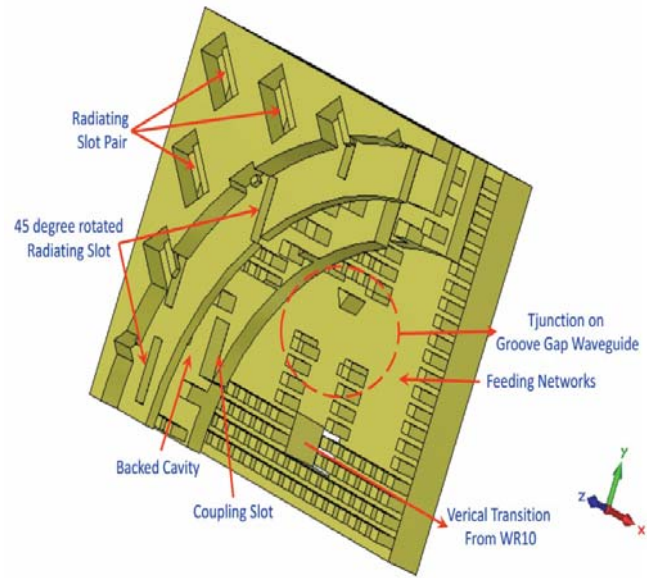 Radiating
Slot Pair
45 degree rotated
Radiating Slot
Tjunction on
Groove Gap Waveguide
Feeding Networks
Backed Cavity
Coupling Slot
Verical Transition
From WR10
y
z
x